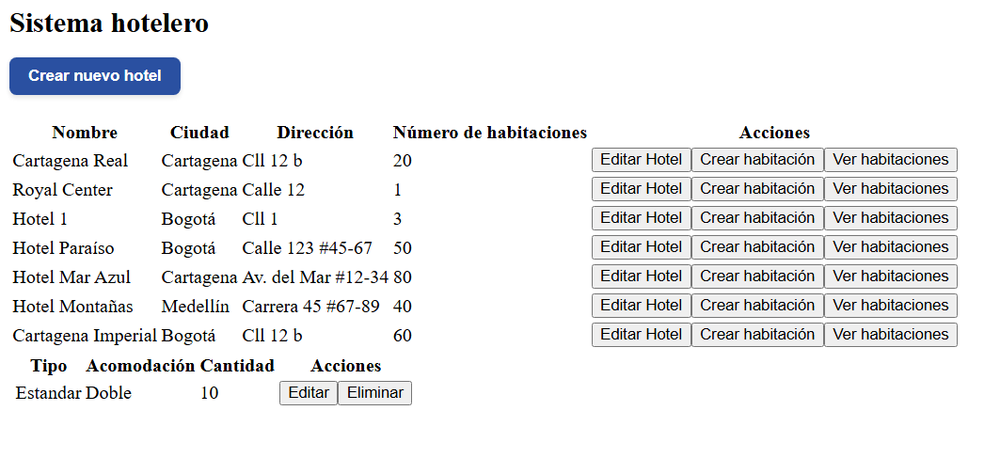 Sistema hotelero
Crear nuevo hotel
Nombre Ciudad Dirección Número de habitaciones Acciones
Cartagena Real Cartagena Cll 12 b 20 Editar Hotel Crear habitación Ver habitaciones
Royal Center Cartagena Calle 12 1 Editar Hotel Crear habitación Ver habitaciones
Hotel 1 Bogotá Cll 1 3 Editar Hotel Crear habitación Ver habitaciones
Hotel Paraíso Bogotá Calle 123 #45-67 50 Editar Hotel Crear habitación Ver habitaciones
Hotel Mar Azul Cartagena Av. del Mar #12-34 80 Editar Hotel Crear habitación Ver habitaciones
Hotel Montañas Medellín Carrera 45 #67-89 40 Editar Hotel Crear habitación Ver habitaciones
Cartagena Imperial Bogotá Cll 12 b 60 Editar Hotel Crear habitación Ver habitaciones
Tipo Acomodación Cantidad Acciones
Estandar Doble 10 Editar Eliminar